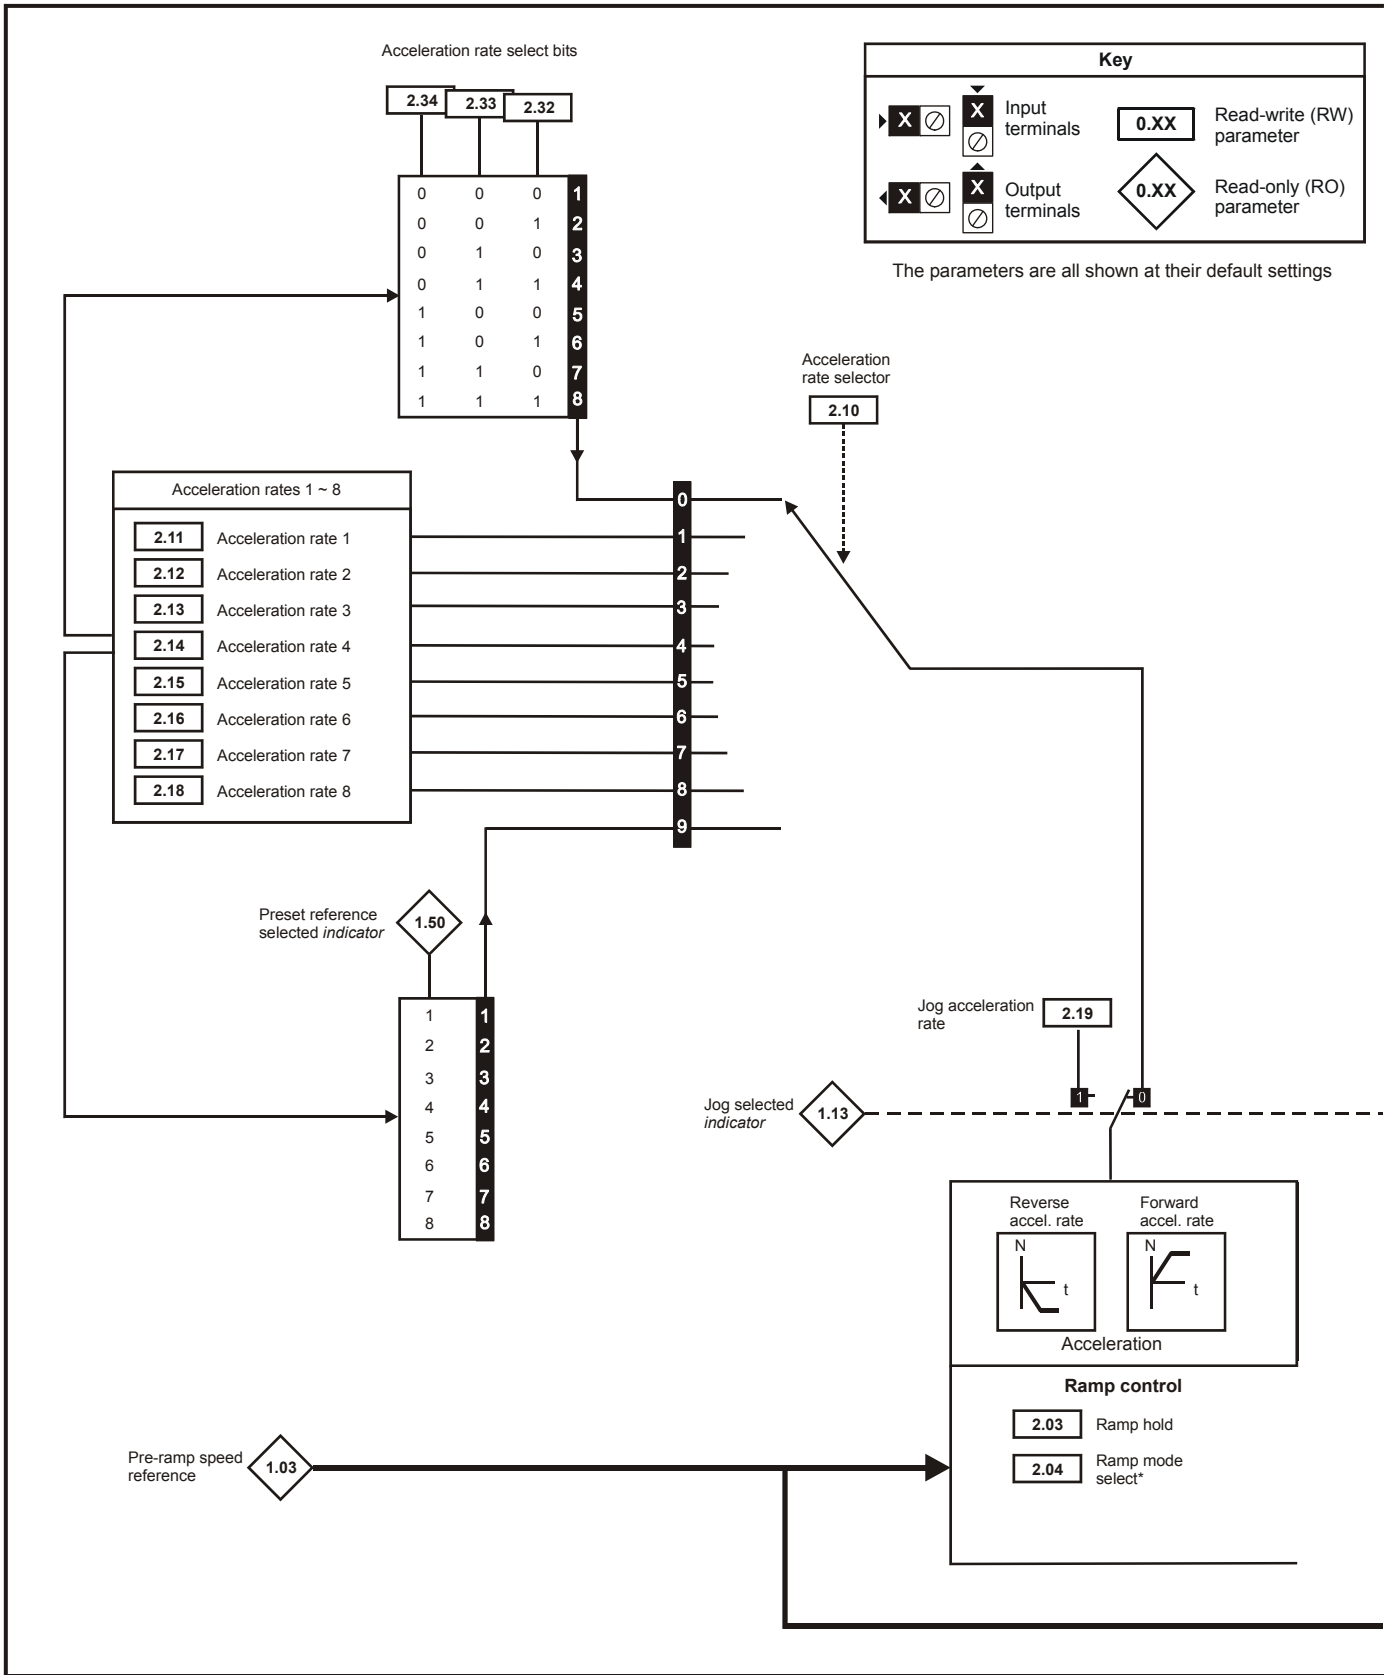 Acceleration rate select bits
2.34 2.33 2.32
0 0 0 1
0 0 1 2
0 1 0 3
0 1 1 4
1 0 0 5
1 0 1 6
1 1 0 7
1 1 1 8
Key
X X Input
terminals
0.XX Read-write (RW)
parameter
X X Output
terminals
0.XX Read-only (RO)
parameter
The parameters are all shown at their default settings
Acceleration
rate selector
2.10
Acceleration rates 1 ~ 8
2.11 Acceleration rate 1
2.12 Acceleration rate 2
2.13 Acceleration rate 3
2.14 Acceleration rate 4
2.15 Acceleration rate 5
2.16 Acceleration rate 6
2.17 Acceleration rate 7
2.18 Acceleration rate 8
0
1
2
3
4
5
6
7
8
9
Preset reference
selected indicator
1.50
1 1
2 2
3 3
4 4
5 5
6 6
7 7
8 8
Jog acceleration
rate
2.19
1 0
Jog selected
indicator
1.13
Reverse
accel. rate
N
t
Forward
accel. rate
N
t
Acceleration
Ramp control
2.03 Ramp hold
2.04 Ramp mode
select*
Pre-ramp speed
reference
1.03